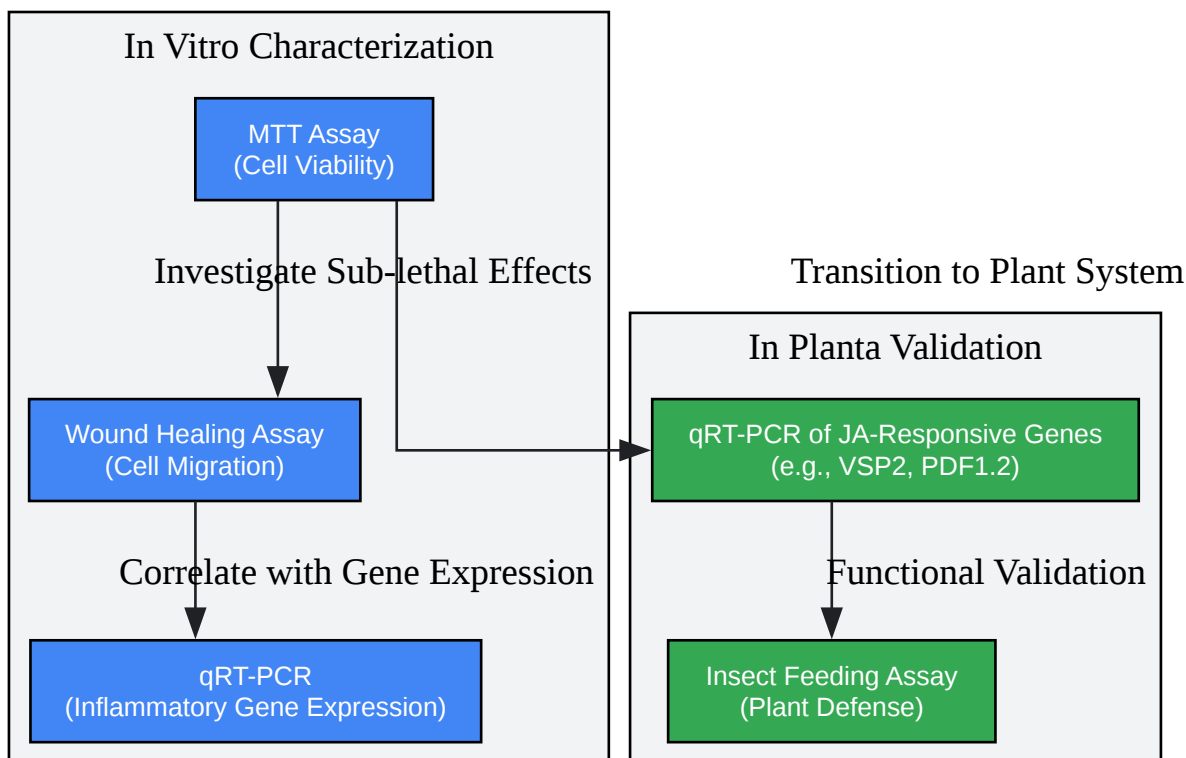 In Vitro Characterization
MTT Assay
(Cell Viability)
Investigate Sub-lethal Effects
Wound Healing Assay
(Cell Migration)
Correlate with Gene Expression
qRT-PCR
(Inflammatory Gene Expression)
Transition to Plant System
In Planta Validation
qRT-PCR of JA-Responsive Genes
(e.g., VSP2, PDF1.2)
Functional Validation
Insect Feeding Assay
(Plant Defense)